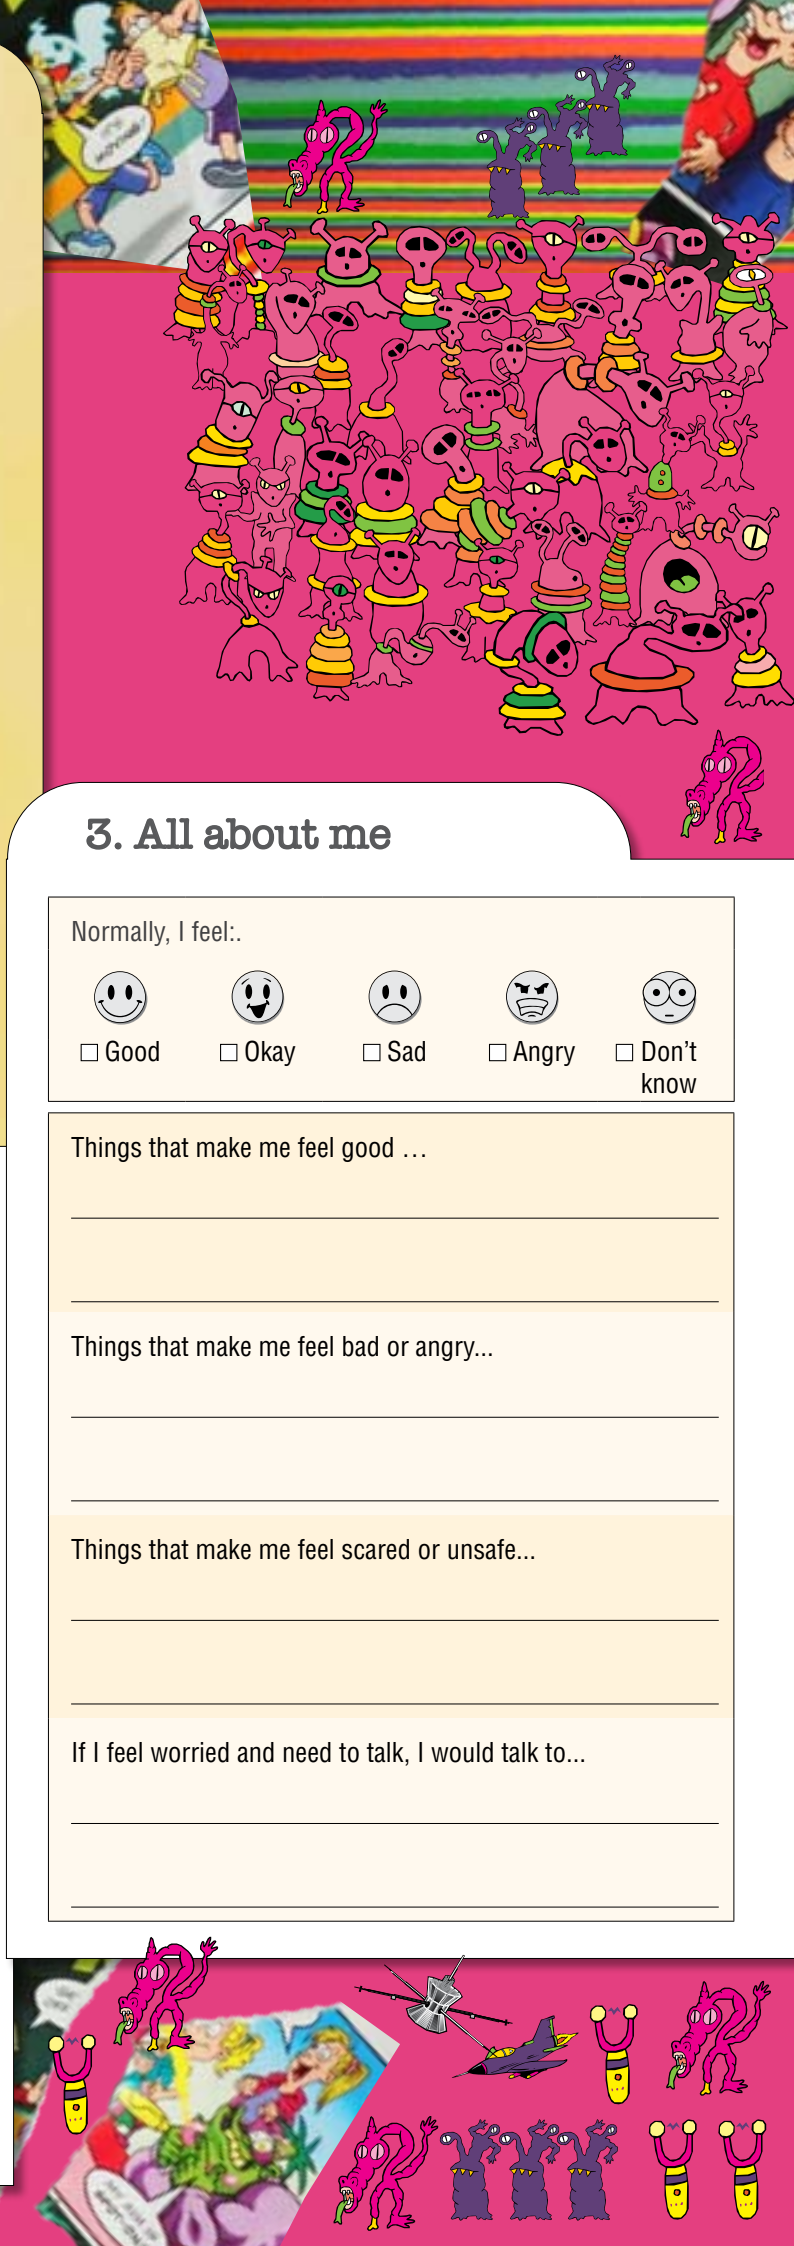 3. All about me
Normally, I feel:.
Good
Okay
Sad
Angry
Don't
know
Things that make me feel good …
Things that make me feel bad or angry...
Things that make me feel scared or unsafe...
If I feel worried and need to talk, I would talk to...